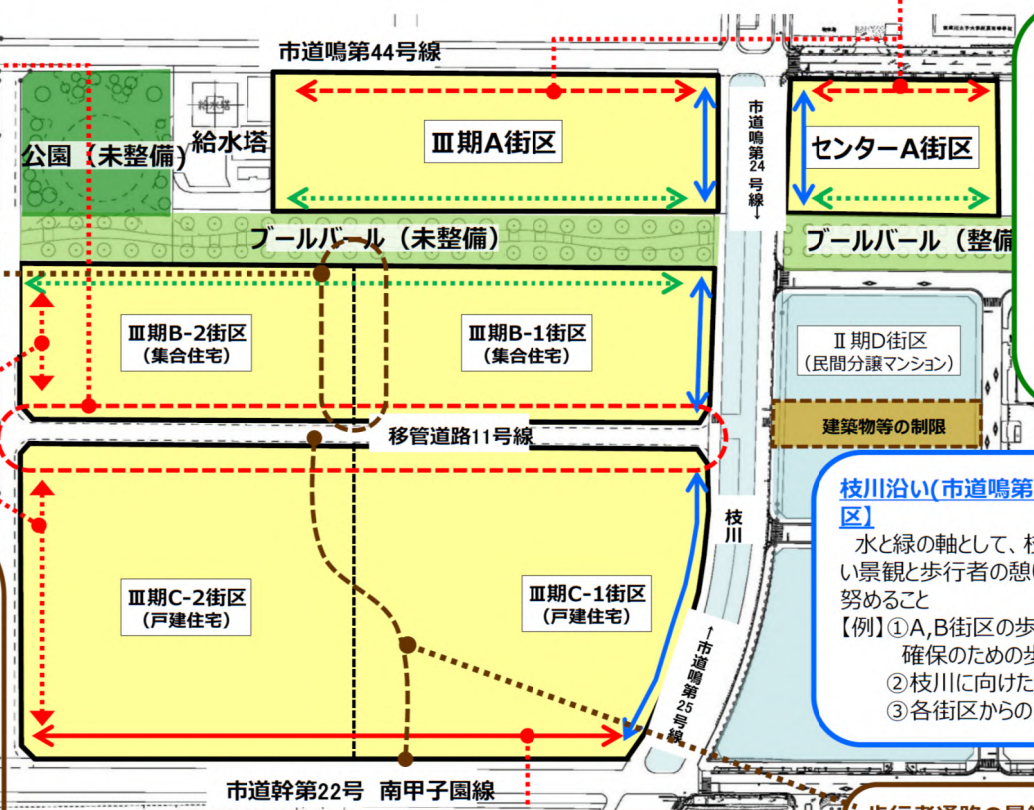 市道鳴第44号線
給水塔
給水塔
公園（未整備）
Ⅲ期A街区
市道鳴第24号線→
センターA街区
ブールバール（未整備）
ブールバール（整備
Ⅲ期B-2街区
（集合住宅）
Ⅲ期B-1街区
（集合住宅）
Ⅱ期D街区
（民間分譲マンション）
建築物等の制限
移管道路11号線
枝川沿い(市道鳴第
区】
水と緑の軸として、枝
い景観と歩行者の憩い
努めること
【例】①A,B街区の歩
確保のための歩
②枝川に向けた
③各街区からの
枝川
Ⅲ期C-2街区
（戸建住宅）
Ⅲ期C-1街区
（戸建住宅）
←市道鳴第25号線
市道幹第22号 南甲子園線